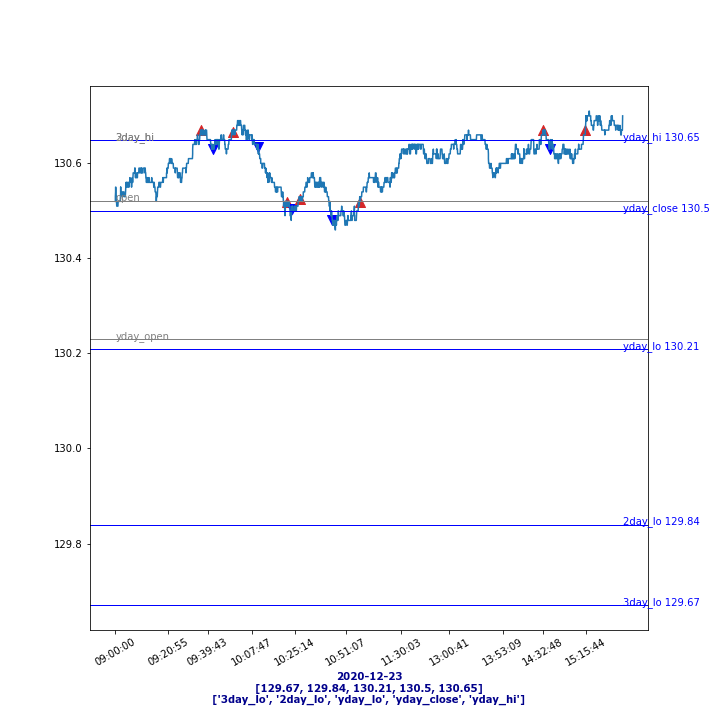 3day_hi
yday_hi 130.65
130.6
open
yday_close 130.5
130.4
yday_open
yday_lo 130.21
130.2
130.0
2day_lo 129.84
129.8
3day_lo 129.67
09:00:00 09:20:55 09:39:43 10:07:47 10:25:14 10:51:07 11:30:03 13:00:41 13:53:09 14:32:48 15:15:44
2020-12-23
[129.67, 129.84, 130.21, 130.5, 130.65]
['3day_lo', '2day_lo', 'yday_lo', 'yday_close', 'yday_hi']